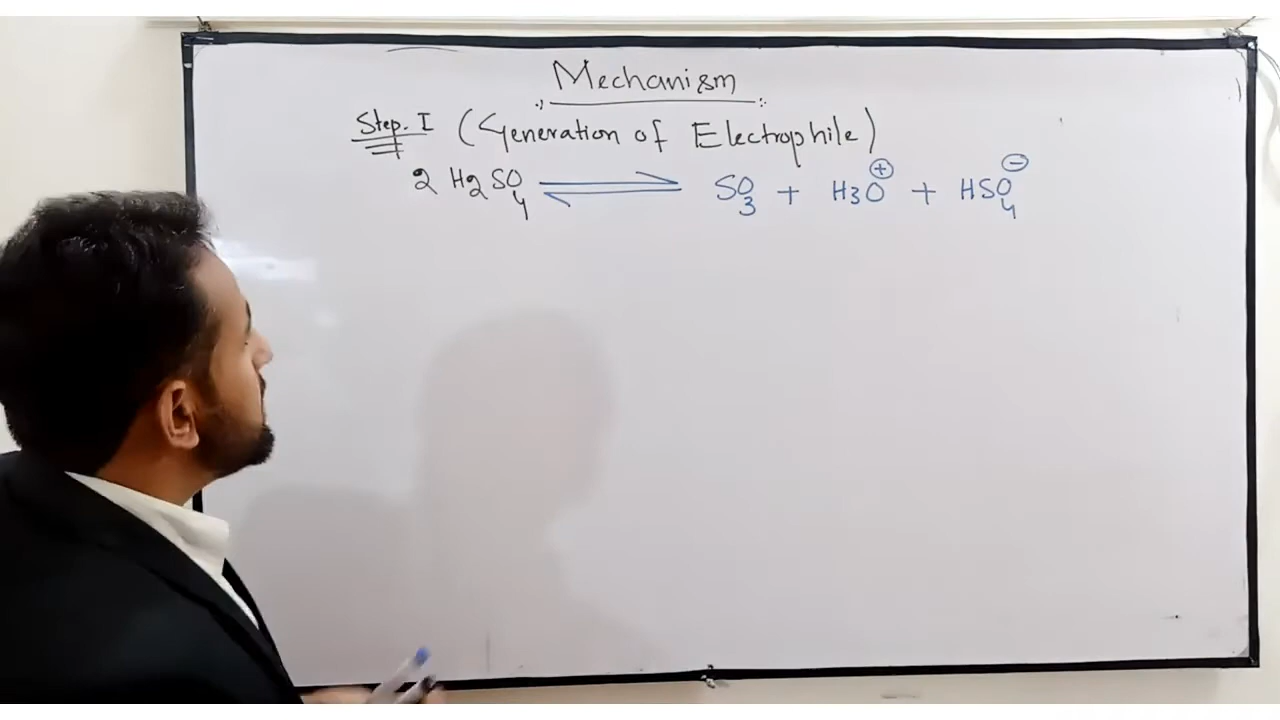 Mechanism
Step. I (Generation of Electrophile)
2 H2SO4 ⇌ SO3 + H3O⊕ + HSO4⊖